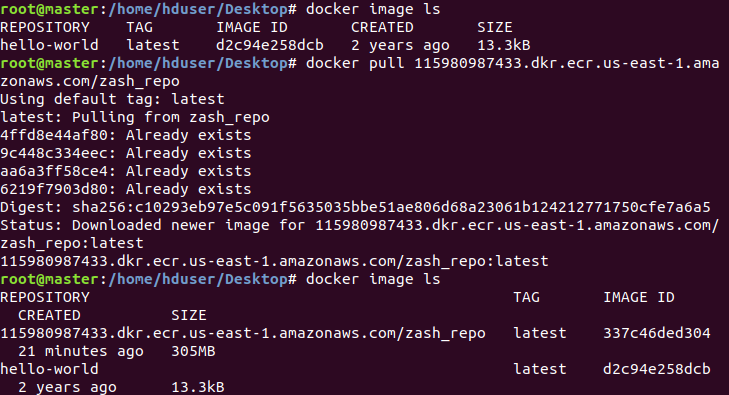 root@master:/home/hduser/Desktop# docker image ls
REPOSITORY    TAG       IMAGE ID       CREATED       SIZE
hello-world   latest    d2c94e258dcb   2 years ago   13.3kB
root@master:/home/hduser/Desktop# docker pull 115980987433.dkr.ecr.us-east-1.ama
zonaws.com/zash_repo
Using default tag: latest
latest: Pulling from zash_repo
4ffd8e44af80: Already exists
9c448c334eec: Already exists
aa6a3ff58ce4: Already exists
6219f7903d80: Already exists
Digest: sha256:c10293eb97e5c091f5635035bbe51ae806d68a23061b124212771750cfe7a6a5
Status: Downloaded newer image for 115980987433.dkr.ecr.us-east-1.amazonaws.com/
zash_repo:latest
115980987433.dkr.ecr.us-east-1.amazonaws.com/zash_repo:latest
root@master:/home/hduser/Desktop# docker image ls
REPOSITORY                                               TAG       IMAGE ID
  CREATED          SIZE
115980987433.dkr.ecr.us-east-1.amazonaws.com/zash_repo   latest    337c46ded304
  21 minutes ago   305MB
hello-world                                              latest    d2c94e258dcb
  2 years ago      13.3kB